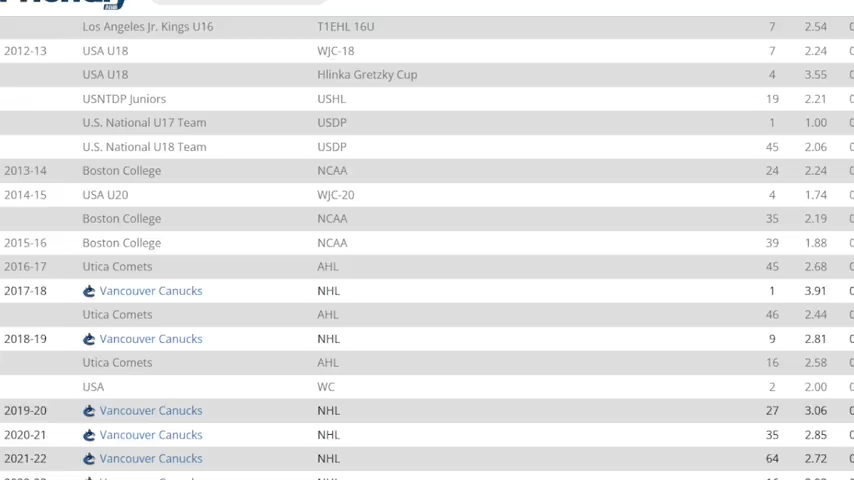 Los Angeles Jr. Kings U16 T1EHL 16U 7 2.54
2012-13 USA U18 WJC-18 7 2.24
USA U18 Hlinka Gretzky Cup 4 3.55
USNTDP Juniors USHL 19 2.21
U.S. National U17 Team USDP 1 1.00
U.S. National U18 Team USDP 45 2.06
2013-14 Boston College NCAA 24 2.24
2014-15 USA U20 WJC-20 4 1.74
Boston College NCAA 35 2.19
2015-16 Boston College NCAA 39 1.88
2016-17 Utica Comets AHL 45 2.68
2017-18 Vancouver Canucks NHL 1 3.91
Utica Comets AHL 46 2.44
2018-19 Vancouver Canucks NHL 9 2.81
Utica Comets AHL 16 2.58
USA WC 2 2.00
2019-20 Vancouver Canucks NHL 27 3.06
2020-21 Vancouver Canucks NHL 35 2.85
2021-22 Vancouver Canucks NHL 64 2.72